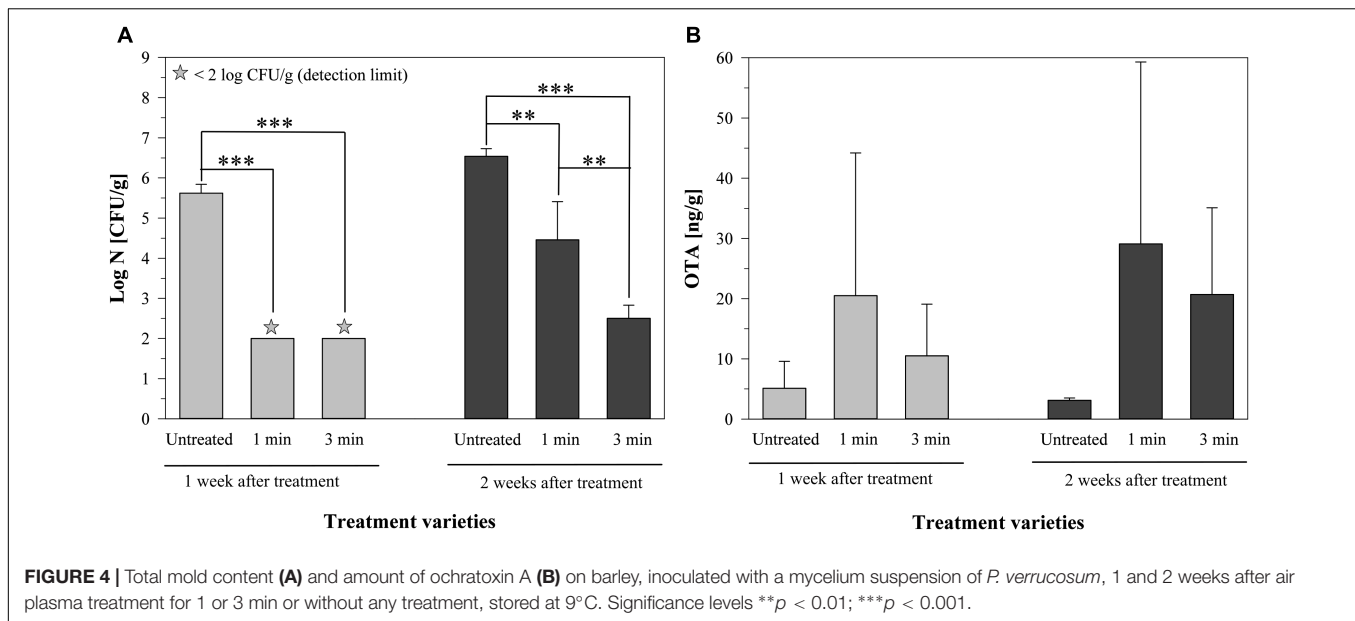 A
9
8
7
6
5
4
3
2
1
0
Log N [CFU/g]
☆ < 2 log CFU/g (detection limit)
***
***
***
**
**
Untreated 1 min 3 min Untreated 1 min 3 min
1 week after treatment 2 weeks after treatment
Treatment varieties
B
60
50
40
30
20
10
0
OTA [ng/g]
Untreated 1 min 3 min Untreated 1 min 3 min
1 week after treatment 2 weeks after treatment
Treatment varieties
FIGURE 4 | Total mold content (A) and amount of ochratoxin A (B) on barley, inoculated with a mycelium suspension of P. verrucosum, 1 and 2 weeks after air
plasma treatment for 1 or 3 min or without any treatment, stored at 9°C. Significance levels **p < 0.01; ***p < 0.001.